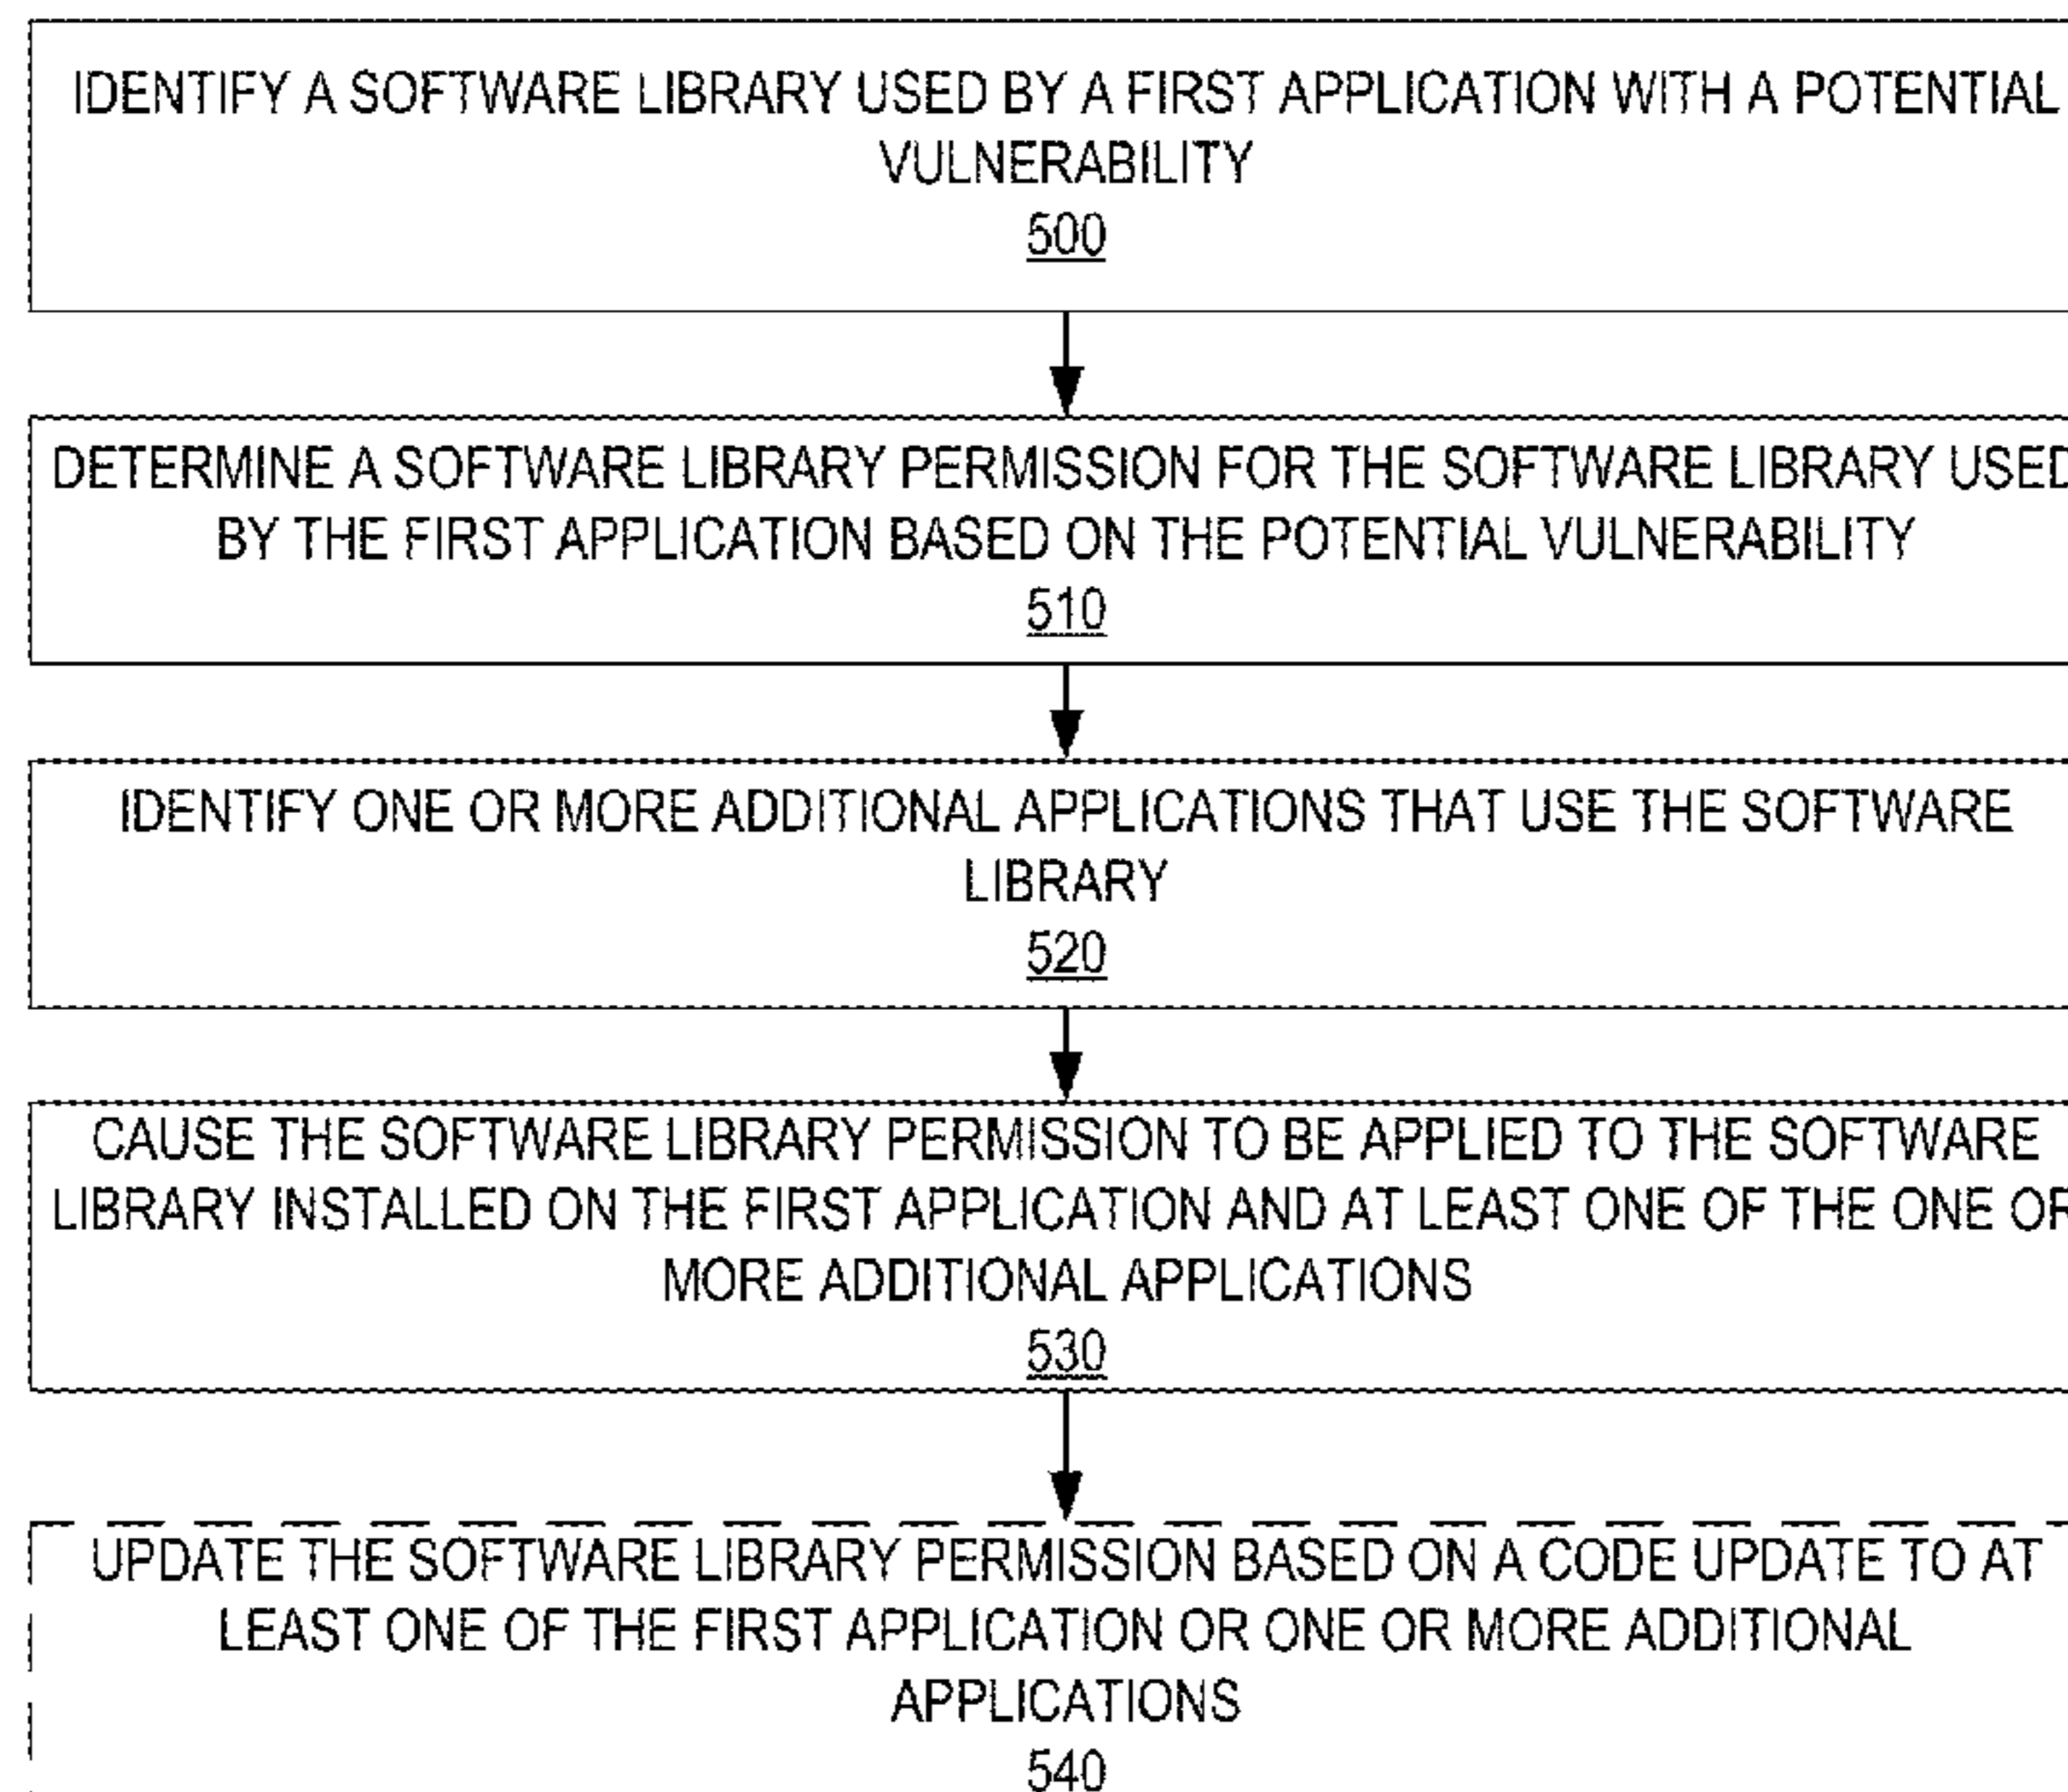 IDENTIFY A SOFTWARE LIBRARY USED BY A FIRST APPLICATION WITH A POTENTIAL
VULNERABILITY
500
DETERMINE A SOFTWARE LIBRARY PERMISSION FOR THE SOFTWARE LIBRARY USED
BY THE FIRST APPLICATION BASED ON THE POTENTIAL VULNERABILITY
510
IDENTIFY ONE OR MORE ADDITIONAL APPLICATIONS THAT USE THE SOFTWARE
LIBRARY
520
CAUSE THE SOFTWARE LIBRARY PERMISSION TO BE APPLIED TO THE SOFTWARE
LIBRARY INSTALLED ON THE FIRST APPLICATION AND AT LEAST ONE OF THE ONE OR
MORE ADDITIONAL APPLICATIONS
530
UPDATE THE SOFTWARE LIBRARY PERMISSION BASED ON A CODE UPDATE TO AT
LEAST ONE OF THE FIRST APPLICATION OR ONE OR MORE ADDITIONAL
APPLICATIONS
540